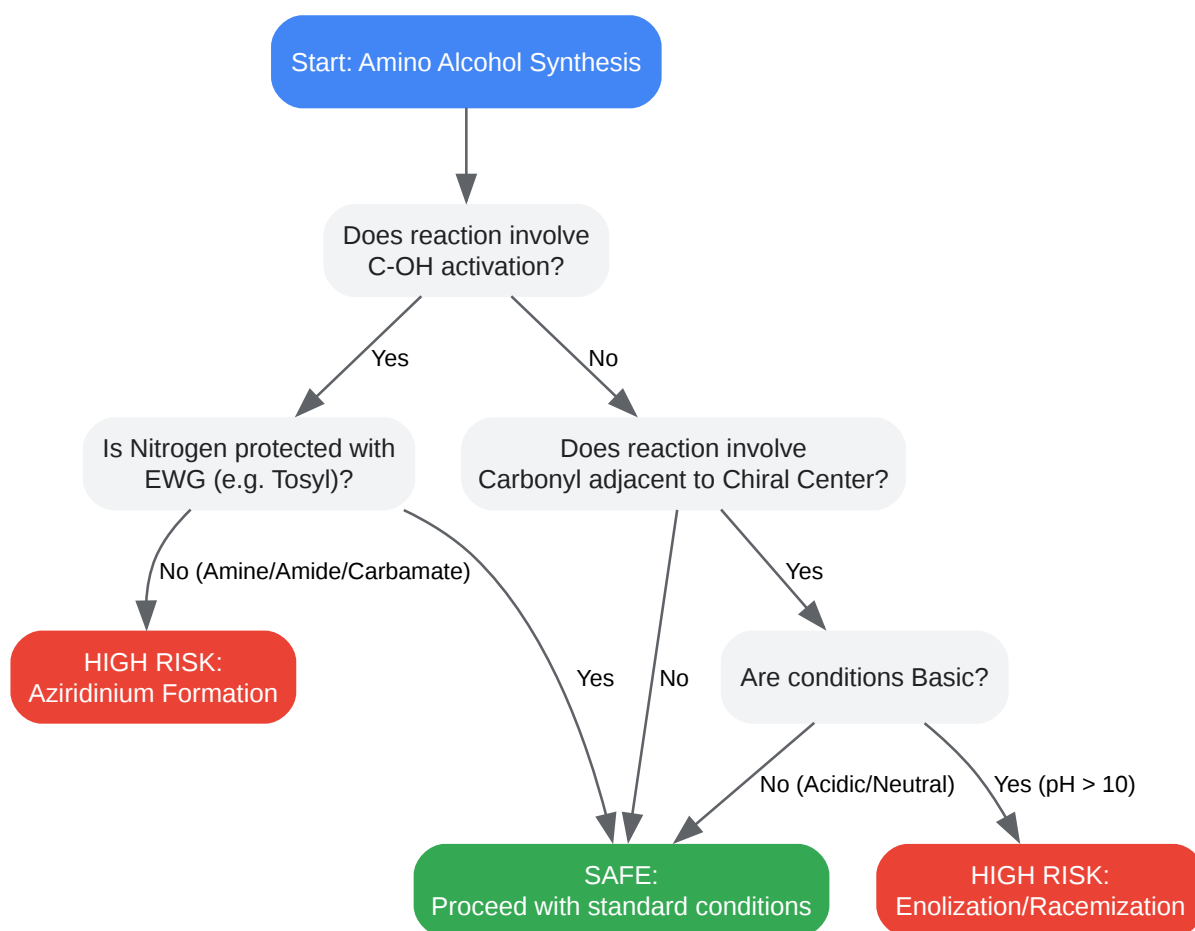 Start: Amino Alcohol Synthesis
Does reaction involve
C-OH activation?
Yes
No
Is Nitrogen protected with
EWG (e.g. Tosyl)?
Does reaction involve
Carbonyl adjacent to Chiral Center?
No (Amine/Amide/Carbamate)
Yes
HIGH RISK:
Aziridinium Formation
Yes
No
Are conditions Basic?
No (Acidic/Neutral)
Yes (pH > 10)
SAFE:
Proceed with standard conditions
HIGH RISK:
Enolization/Racemization